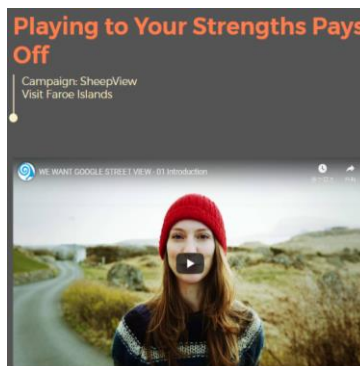 Playing to Your Strengths Pays
Off
Campaign: SheepView
Visit Faroe Islands
WE WANT GOOGLE STREET VIEW - 01 Introduction